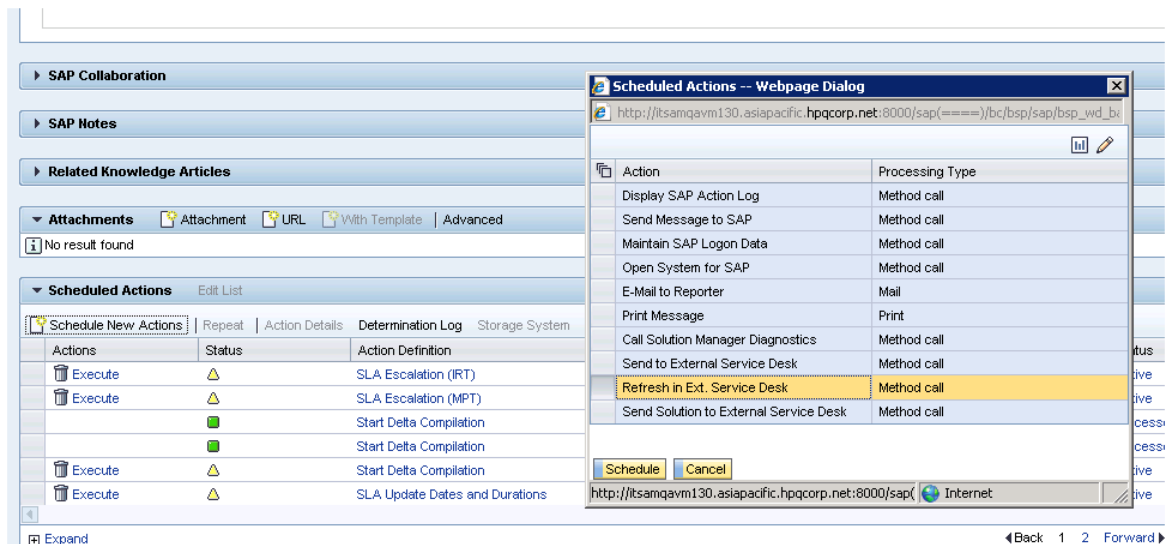 SAP Collaboration
SAP Notes
Related Knowledge Articles
Attachments Attachment URL With Template Advanced
No result found
Scheduled Actions Edit List
Schedule New Actions Repeat Action Details Determination Log Storage System
Actions Status Action Definition
Execute SLA Escalation (IRT)
Execute SLA Escalation (MPT)
Start Delta Compilation
Start Delta Compilation
Execute Start Delta Compilation
Execute SLA Update Dates and Durations
Expand
Back 1 2 Forward
Scheduled Actions -- Webpage Dialog
http://itsamqavm130.asiapacific.hpqcorp.net:8000/sap(====)/bc/bsp/sap/bsp_wd_ba
Action Processing Type
Display SAP Action Log Method call
Send Message to SAP Method call
Maintain SAP Logon Data Method call
Open System for SAP Method call
E-Mail to Reporter Mail
Print Message Print
Call Solution Manager Diagnostics Method call
Send to External Service Desk Method call
Refresh in Ext. Service Desk Method call
Send Solution to External Service Desk Method call
Schedule Cancel
http://itsamqavm130.asiapacific.hpqcorp.net:8000/sap( Internet